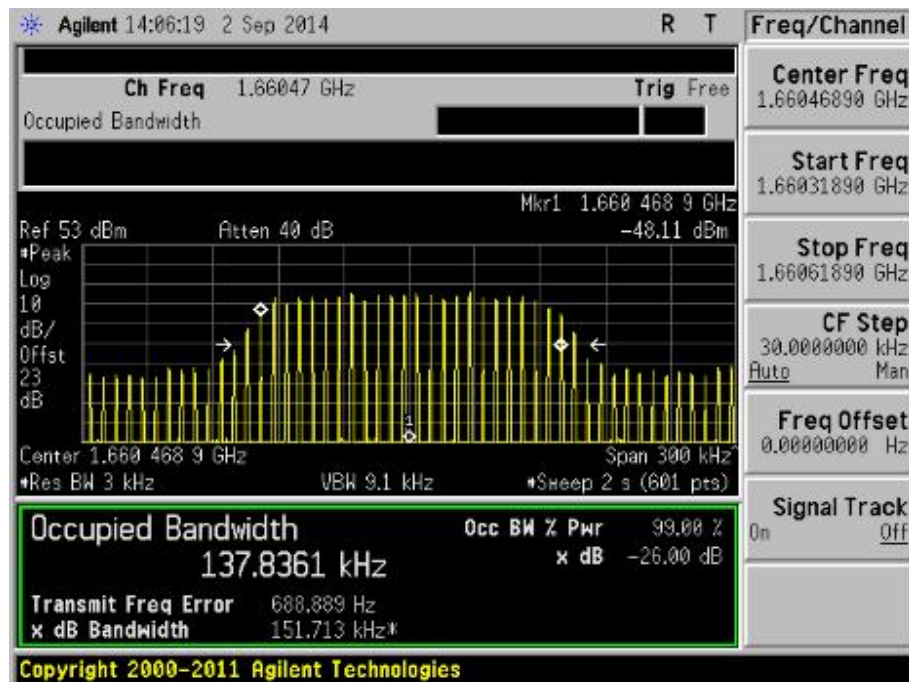 Agilent 14:06:19 2 Sep 2014 R T
Freq/Channel
Ch Freq 1.66047 GHz Trig Free
Occupied Bandwidth
Center Freq
1.66046890 GHz
Start Freq
1.66031890 GHz
Stop Freq
1.66061890 GHz
CF Step
30.0000000 kHz
Auto Man
Freq Offset
0.00000000 Hz
Signal Track
On Off
Mkr1 1.660 468 9 GHz
Ref 53 dBm Atten 40 dB -48.11 dBm
#Peak
Log
10
dB/
Offst
23
dB
1
Center 1.660 468 9 GHz Span 300 kHz^
#Res BW 3 kHz VBW 9.1 kHz #Sweep 2 s (601 pts)
Occupied Bandwidth Occ BW % Pwr 99.00 %
137.8361 kHz x dB -26.00 dB
Transmit Freq Error 688.889 Hz
x dB Bandwidth 151.713 kHz*
Copyright 2000-2011 Agilent Technologies